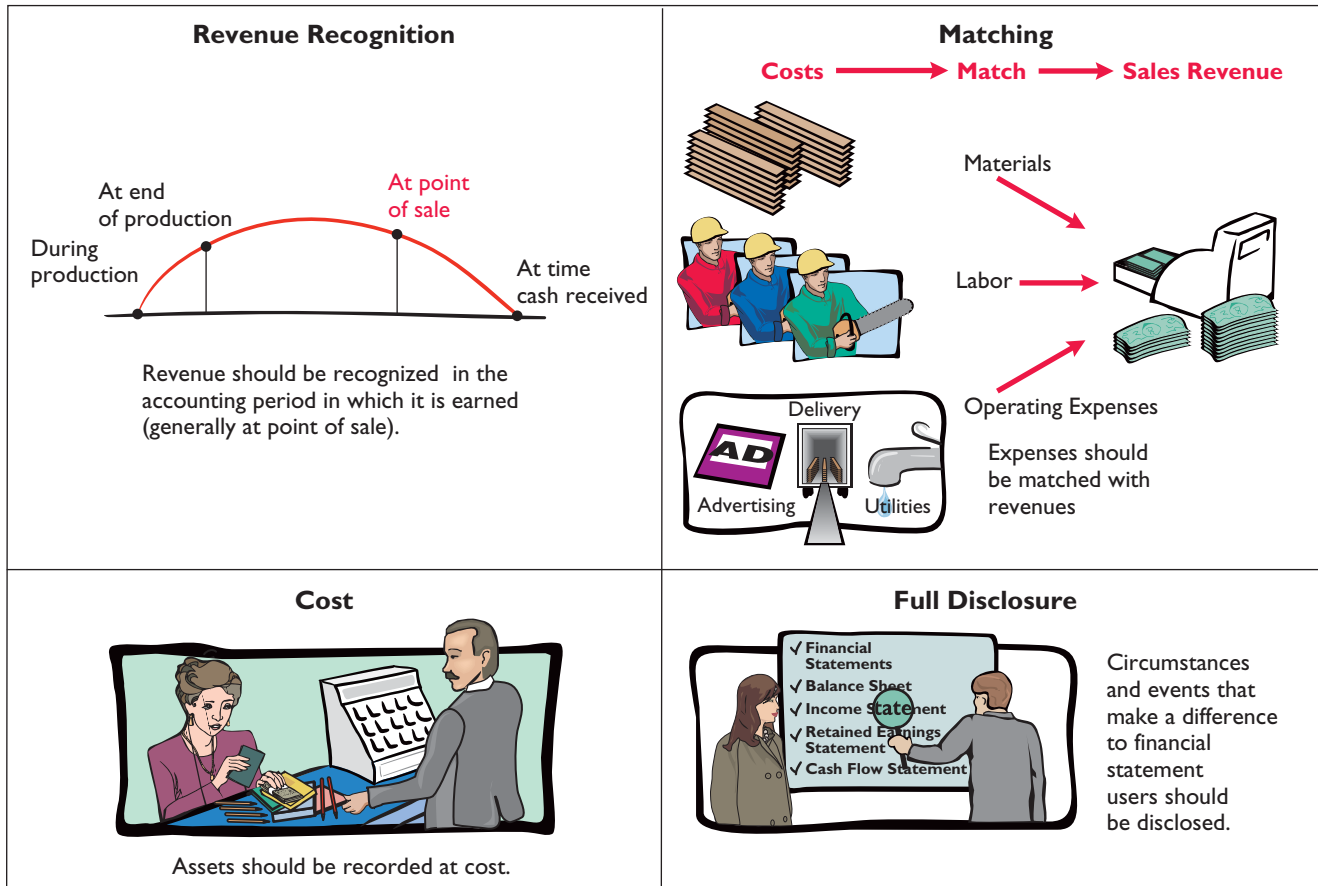 Revenue Recognition
At end
of production
At point
of sale
During
production
At time
cash received
Revenue should be recognized in the
accounting period in which it is earned
(generally at point of sale).
Matching
Costs Match Sales Revenue
Materials
Labor
Operating Expenses
Delivery
AD
Advertising
Utilities
Expenses should
be matched with
revenues
Cost
Assets should be recorded at cost.
Full Disclosure
✓ Financial
Statements
✓ Balance Sheet
✓ Income Statement
✓ Retained Earnings
Statement
✓ Cash Flow Statement
Circumstances
and events that
make a difference
to financial
statement
users should
be disclosed.